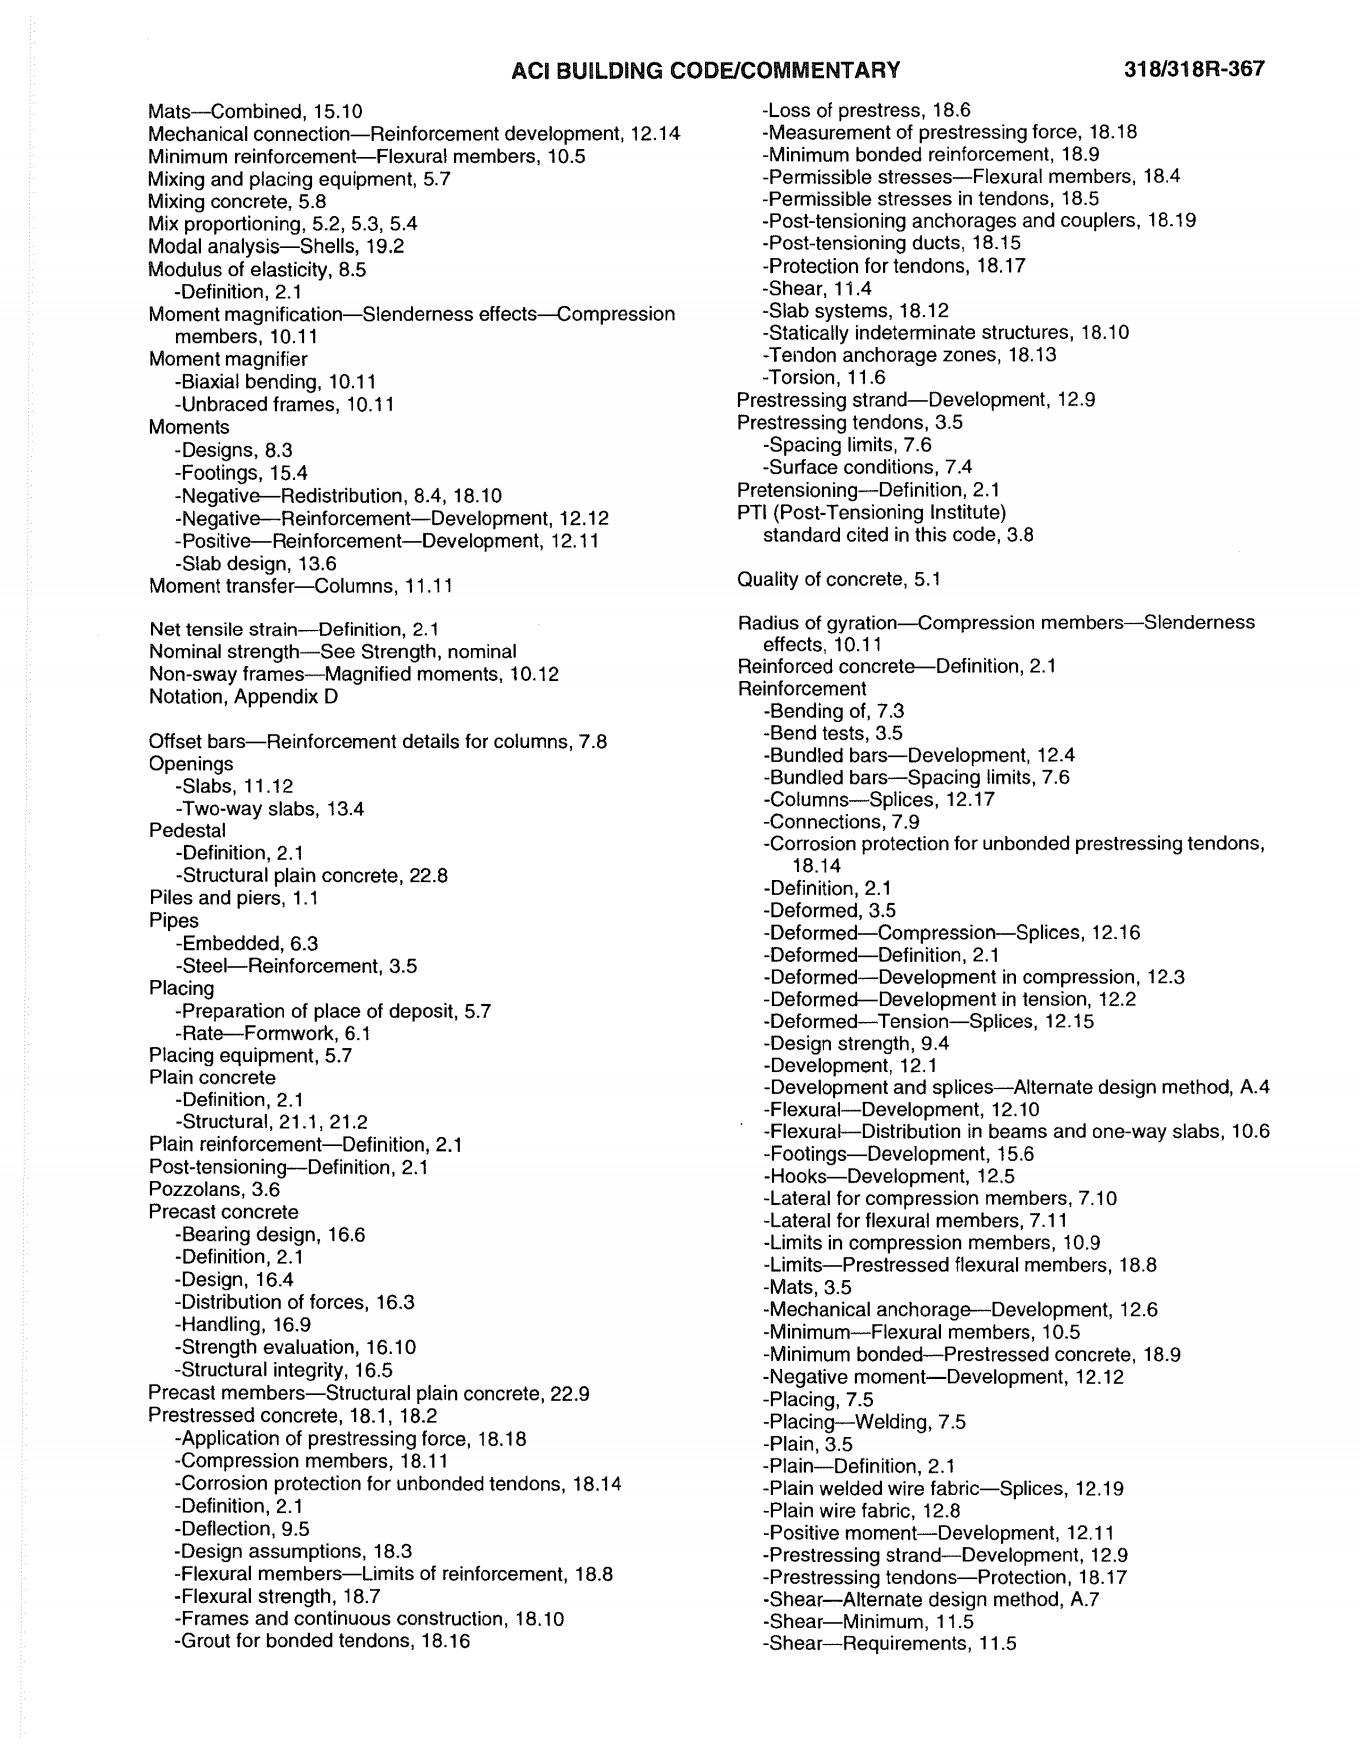 ACI BUILDING CODE/COMMENTARY 318/318R-367
Mats—Combined, 15.10
Mechanical connection—Reinforcement development, 12.14
Minimum reinforcement—Flexural members, 10.5
Mixing and placing equipment, 5.7
Mixing concrete, 5.8
Mix proportioning, 5.2, 5.3, 5.4
Modal analysis—Shells, 19.2
Modulus of elasticity, 8.5
-Definition, 2.1
Moment magnification—Slenderness effects—Compression
members, 10.11
Moment magnifier
-Biaxial bending, 10.11
-Unbraced frames, 10.11
Moments
-Designs, 8.3
-Footings, 15.4
-Negative—Redistribution, 8.4, 18.10
-Negative—Reinforcement—Development, 12.12
-Positive—Reinforcement—Development, 12.11
-Slab design, 13.6
Moment transfer—Columns, 11.11
Net tensile strain—Definition, 2.1
Nominal strength—See Strength, nominal
Non-sway frames—Magnified moments, 10.12
Notation, Appendix D
Offset bars—Reinforcement details for columns, 7.8
Openings
-Slabs, 11.12
-Two-way slabs, 13.4
Pedestal
-Definition, 2.1
-Structural plain concrete, 22.8
Piles and piers, 1.1
Pipes
-Embedded, 6.3
-Steel—Reinforcement, 3.5
Placing
-Preparation of place of deposit, 5.7
-Rate—Formwork, 6.1
Placing equipment, 5.7
Plain concrete
-Definition, 2.1
-Structural, 21.1, 21.2
Plain reinforcement—Definition, 2.1
Post-tensioning—Definition, 2.1
Pozzolans, 3.6
Precast concrete
-Bearing design, 16.6
-Definition, 2.1
-Design, 16.4
-Distribution of forces, 16.3
-Handling, 16.9
-Strength evaluation, 16.10
-Structural integrity, 16.5
Precast members—Structural plain concrete, 22.9
Prestressed concrete, 18.1, 18.2
-Application of prestressing force, 18.18
-Compression members, 18.11
-Corrosion protection for unbonded tendons, 18.14
-Definition, 2.1
-Deflection, 9.5
-Design assumptions, 18.3
-Flexural members—Limits of reinforcement, 18.8
-Flexural strength, 18.7
-Frames and continuous construction, 18.10
-Grout for bonded tendons, 18.16
-Loss of prestress, 18.6
-Measurement of prestressing force, 18.18
-Minimum bonded reinforcement, 18.9
-Permissible stresses—Flexural members, 18.4
-Permissible stresses in tendons, 18.5
-Post-tensioning anchorages and couplers, 18.19
-Post-tensioning ducts, 18.15
-Protection for tendons, 18.17
-Shear, 11.4
-Slab systems, 18.12
-Statically indeterminate structures, 18.10
-Tendon anchorage zones, 18.13
-Torsion, 11.6
Prestressing strand—Development, 12.9
Prestressing tendons, 3.5
-Spacing limits, 7.6
-Surface conditions, 7.4
Pretensioning—Definition, 2.1
PTI (Post-Tensioning Institute)
standard cited in this code, 3.8
Quality of concrete, 5.1
Radius of gyration—Compression members—Slenderness
effects, 10.11
Reinforced concrete—Definition, 2.1
Reinforcement
-Bending of, 7.3
-Bend tests, 3.5
-Bundled bars—Development, 12.4
-Bundled bars—Spacing limits, 7.6
-Columns—Splices, 12.17
-Connections, 7.9
-Corrosion protection for unbonded prestressing tendons,
18.14
-Definition, 2.1
-Deformed, 3.5
-Deformed—Compression—Splices, 12.16
-Deformed—Definition, 2.1
-Deformed—Development in compression, 12.3
-Deformed—Development in tension, 12.2
-Deformed—Tension—Splices, 12.15
-Design strength, 9.4
-Development, 12.1
-Development and splices—Alternate design method, A.4
-Flexural—Development, 12.10
-Flexural—Distribution in beams and one-way slabs, 10.6
-Footings—Development, 15.6
-Hooks—Development, 12.5
-Lateral for compression members, 7.10
-Lateral for flexural members, 7.11
-Limits in compression members, 10.9
-Limits—Prestressed flexural members, 18.8
-Mats, 3.5
-Mechanical anchorage—Development, 12.6
-Minimum—Flexural members, 10.5
-Minimum bonded—Prestressed concrete, 18.9
-Negative moment—Development, 12.12
-Placing, 7.5
-Placing—Welding, 7.5
-Plain, 3.5
-Plain—Definition, 2.1
-Plain welded wire fabric—Splices, 12.19
-Plain wire fabric, 12.8
-Positive moment—Development, 12.11
-Prestressing strand—Development, 12.9
-Prestressing tendons—Protection, 18.17
-Shear—Alternate design method, A.7
-Shear—Minimum, 11.5
-Shear—Requirements, 11.5